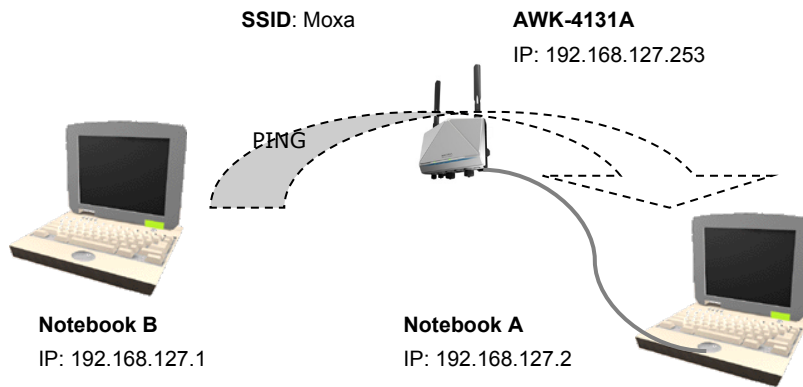 SSID: Moxa
AWK-4131A
IP: 192.168.127.253
PING
Notebook B
IP: 192.168.127.1
Notebook A
IP: 192.168.127.2